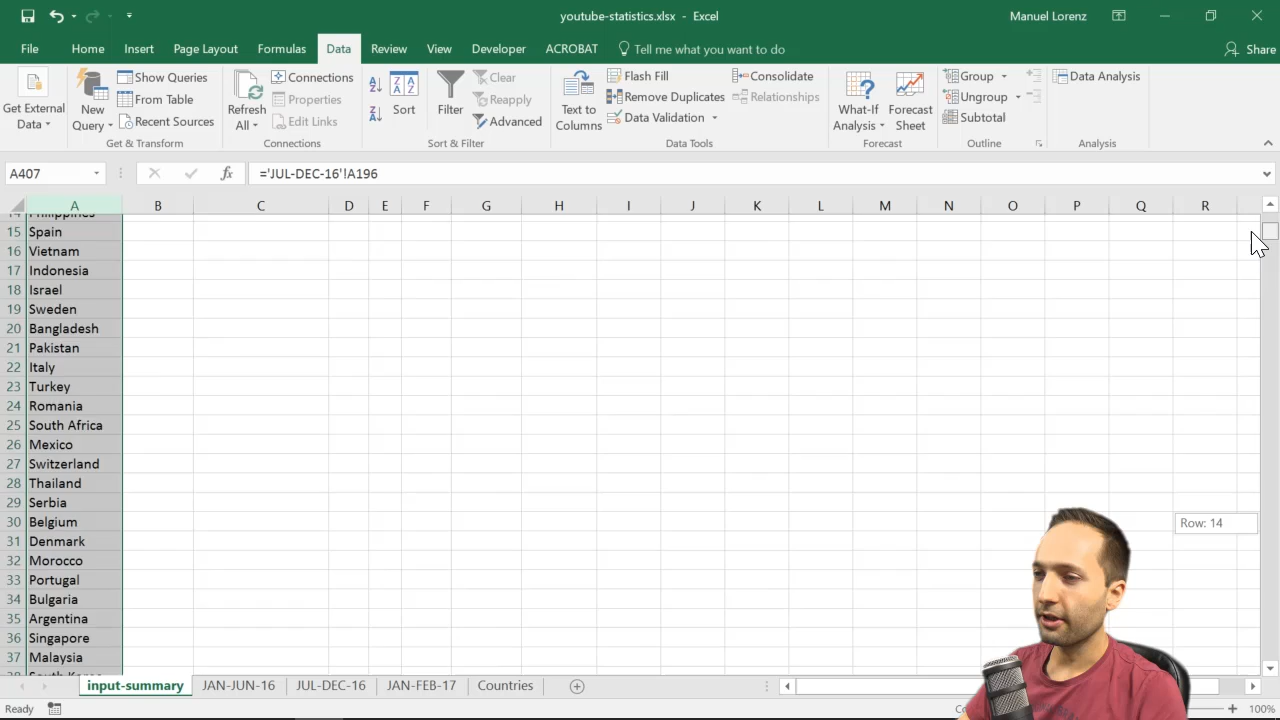 youtube-statistics.xlsx - Excel
Manuel Lorenz
File Home Insert Page Layout Formulas Data Review View Developer ACROBAT Tell me what you want to do Share
Get External Data
New Query
Show Queries
From Table
Recent Sources
Get & Transform
Refresh All
Connections
Properties
Edit Links
Connections
Sort
Filter
Clear
Reapply
Advanced
Sort & Filter
Text to Columns
Flash Fill
Remove Duplicates
Data Validation
Consolidate
Relationships
Data Tools
What-If Analysis
Forecast Sheet
Forecast
Group
Ungroup
Subtotal
Outline
Data Analysis
Analysis
A407 fx ='JUL-DEC-16'!A196
A B C D E F G H I J K L M N O P Q R
14 Philippines
15 Spain
16 Vietnam
17 Indonesia
18 Israel
19 Sweden
20 Bangladesh
21 Pakistan
22 Italy
23 Turkey
24 Romania
25 South Africa
26 Mexico
27 Switzerland
28 Thailand
29 Serbia
30 Belgium
Row: 14
31 Denmark
32 Morocco
33 Portugal
34 Bulgaria
35 Argentina
36 Singapore
37 Malaysia
input-summary JAN-JUN-16 JUL-DEC-16 JAN-FEB-17 Countries
Ready
100%